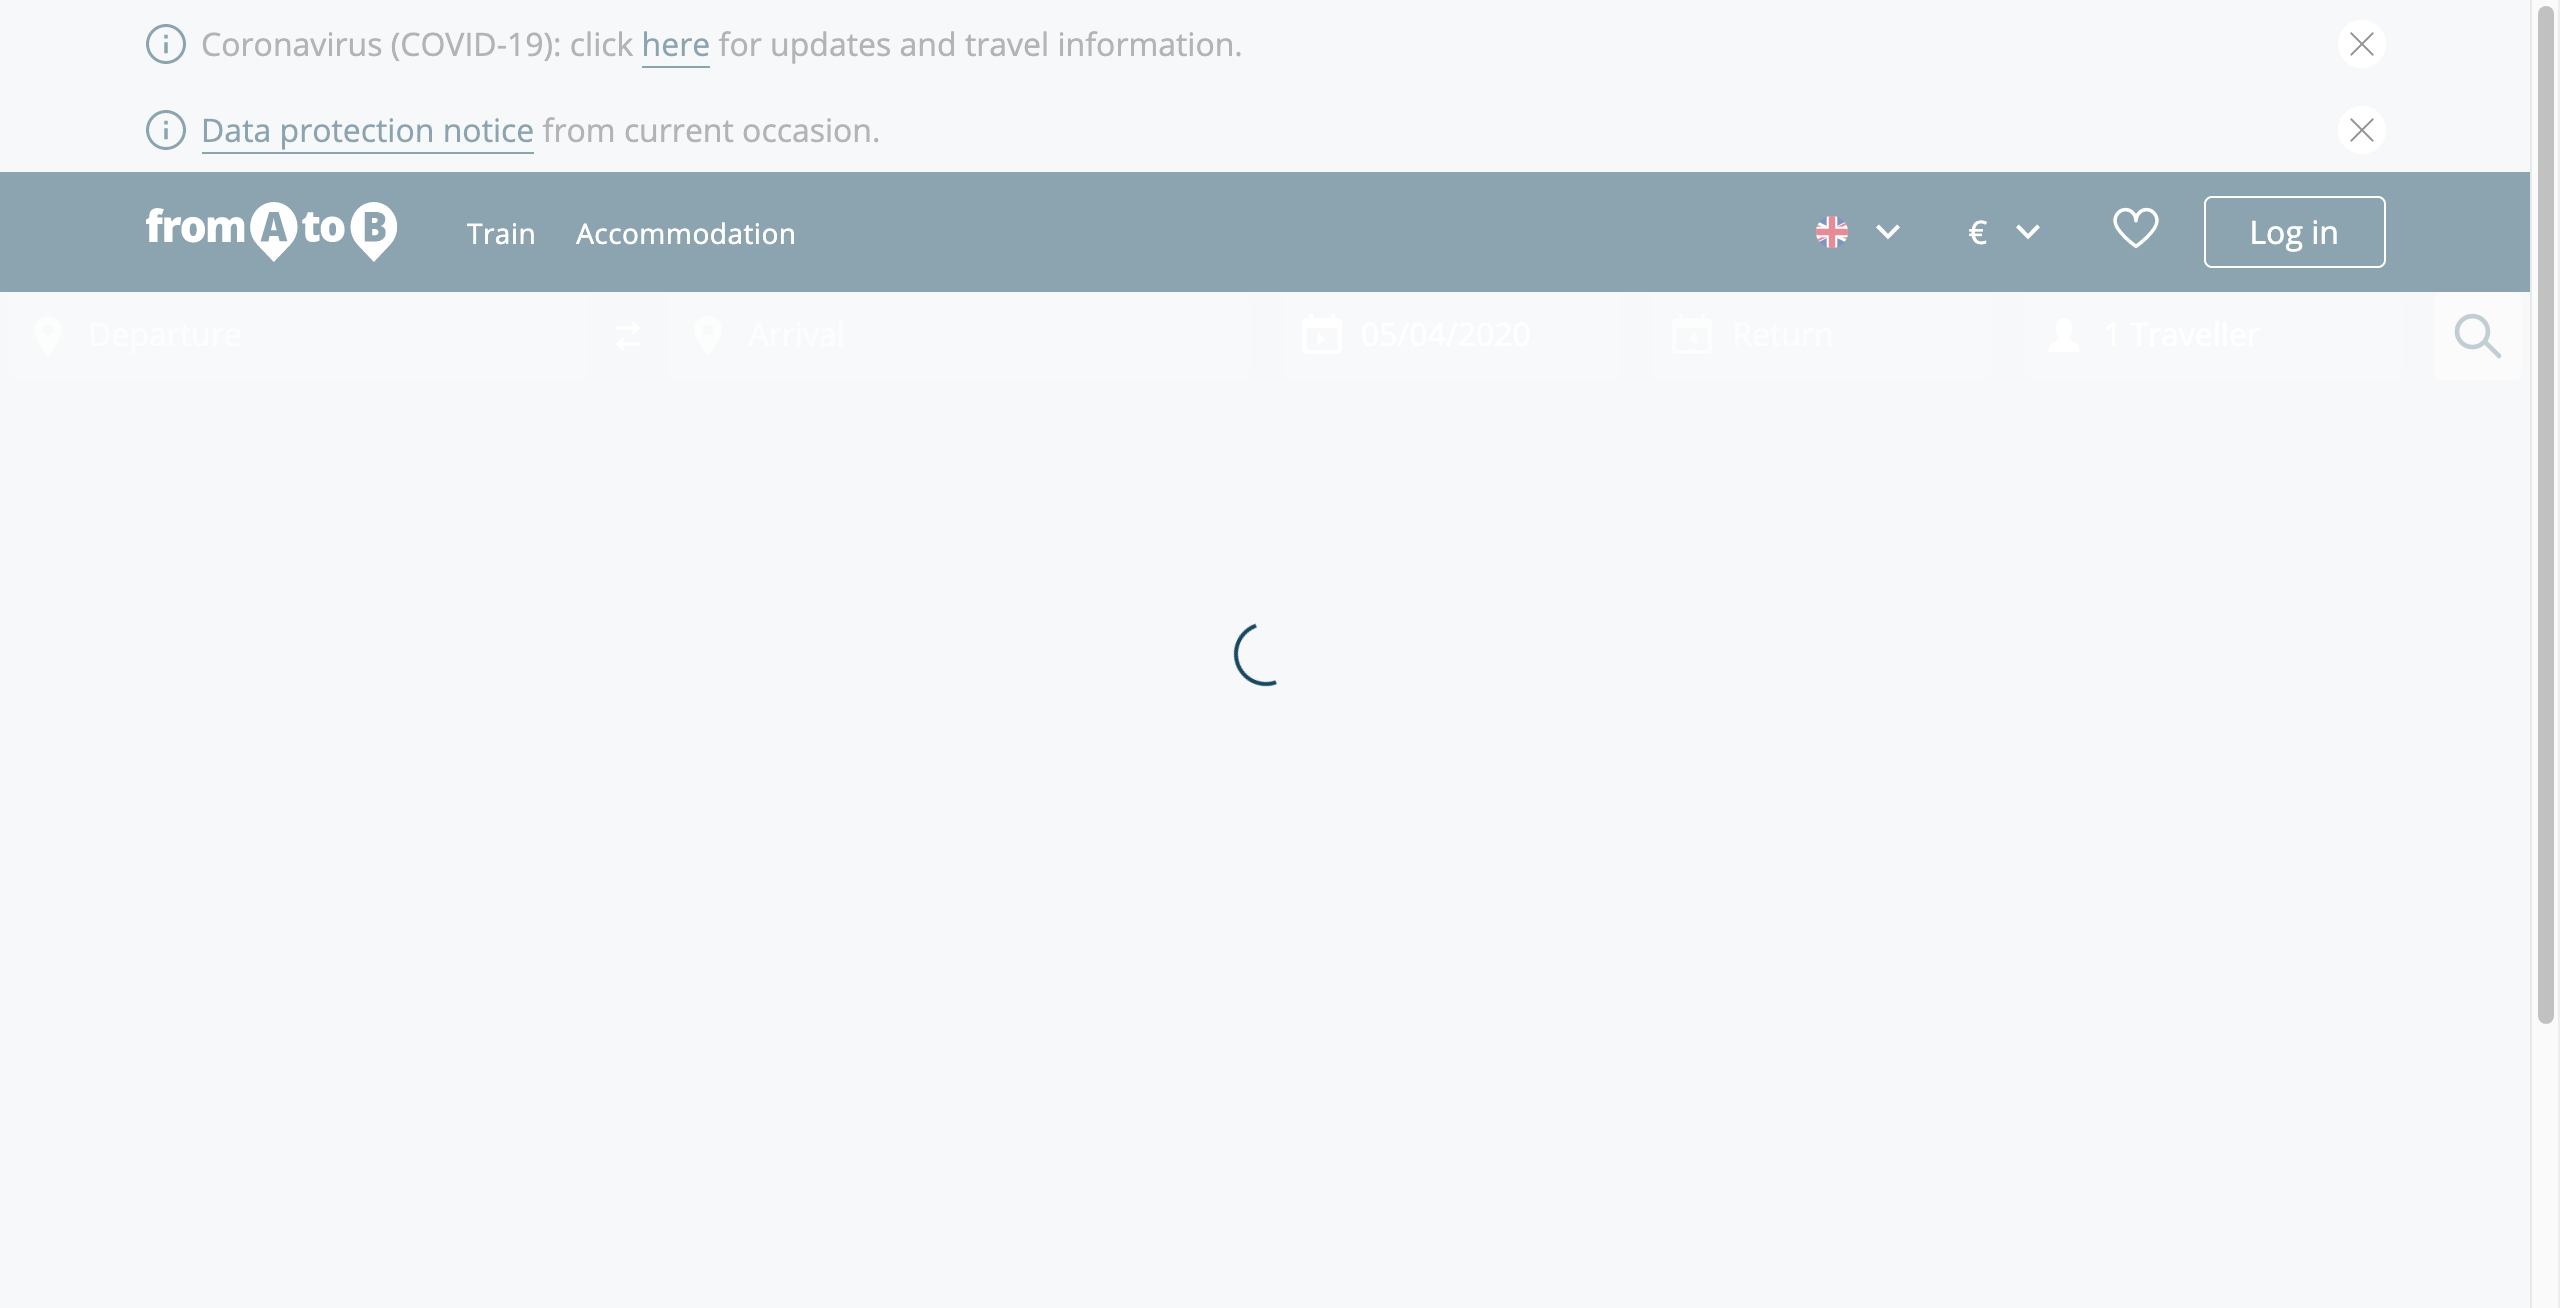 Coronavirus (COVID-19): click here for updates and travel information.
Data protection notice from current occasion.
from A to B Train Accommodation € Log in
Departure Arrival 05/04/2020 Return 1 Traveller